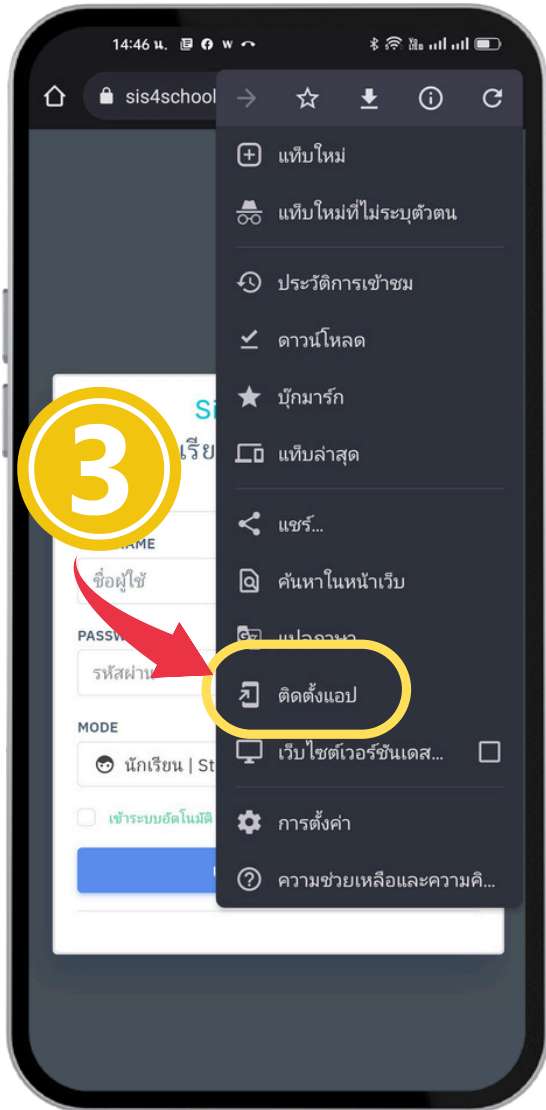 14:46 น.
sis4school
แท็บใหม่
แท็บใหม่ที่ไม่ระบุตัวตน
ประวัติการเข้าชม
ดาวน์โหลด
บุ๊กมาร์ก
แท็บล่าสุด
แชร์...
ค้นหาในหน้าเว็บ
แปลภาษา
ติดตั้งแอป
เว็บไซต์เวอร์ชันเดส...
การตั้งค่า
ความช่วยเหลือและความคิ...
3
ชื่อผู้ใช้
รหัสผ่าน
MODE
นักเรียน | St
เข้าระบบอัตโนมัติ